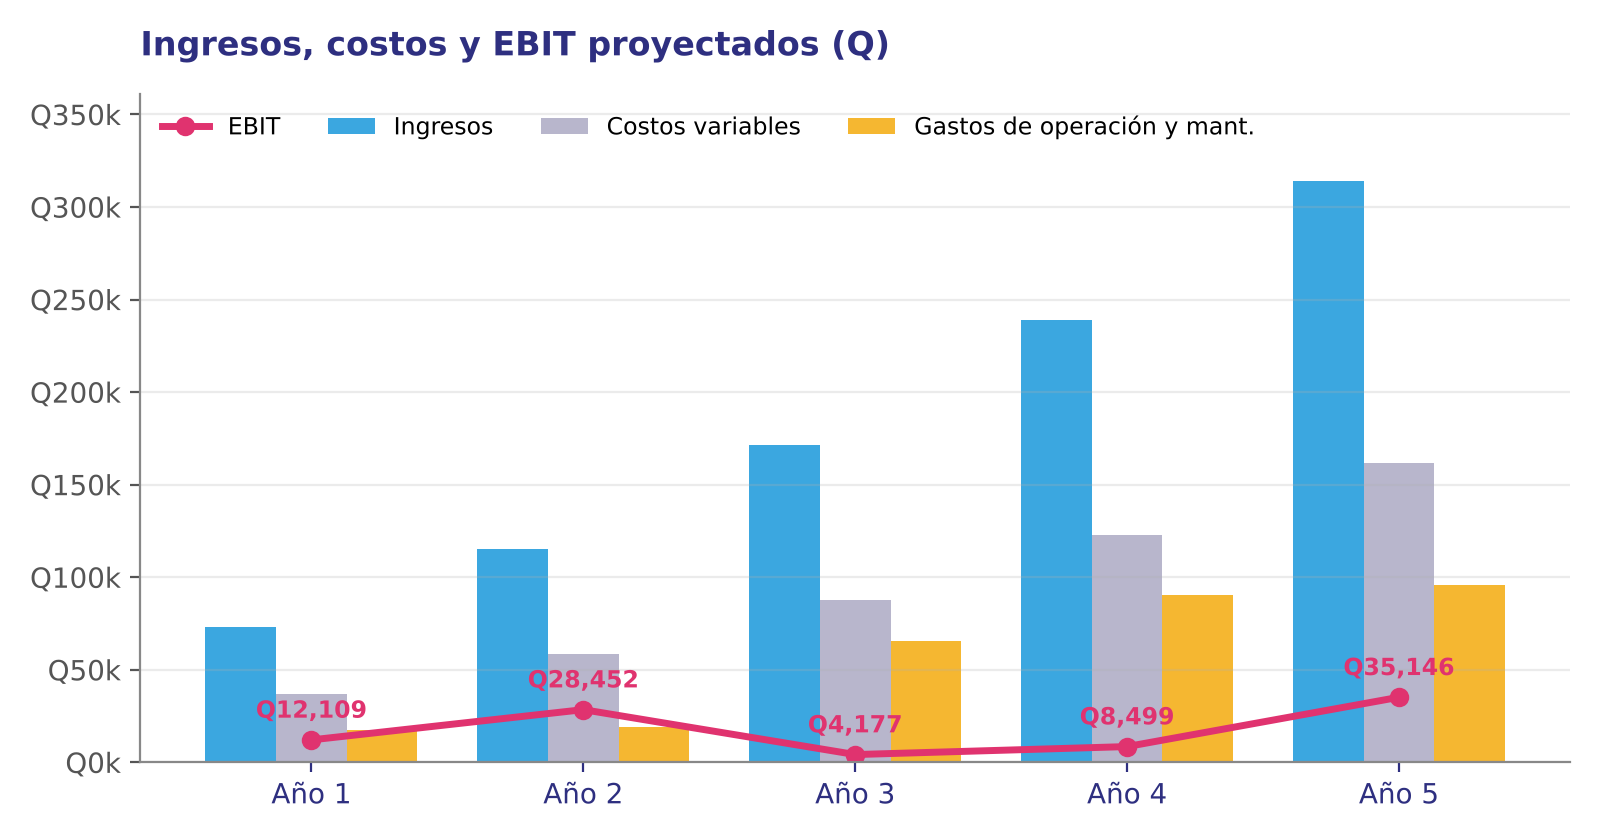 Ingresos, costos y EBIT proyectados (Q)
Q350k
EBIT Ingresos Costos variables Gastos de operación y mant.
Q300k
Q250k
Q200k
Q150k
Q100k
Q50k
Q0k
Q12,109
Q28,452
Q4,177
Q8,499
Q35,146
Año 1 Año 2 Año 3 Año 4 Año 5